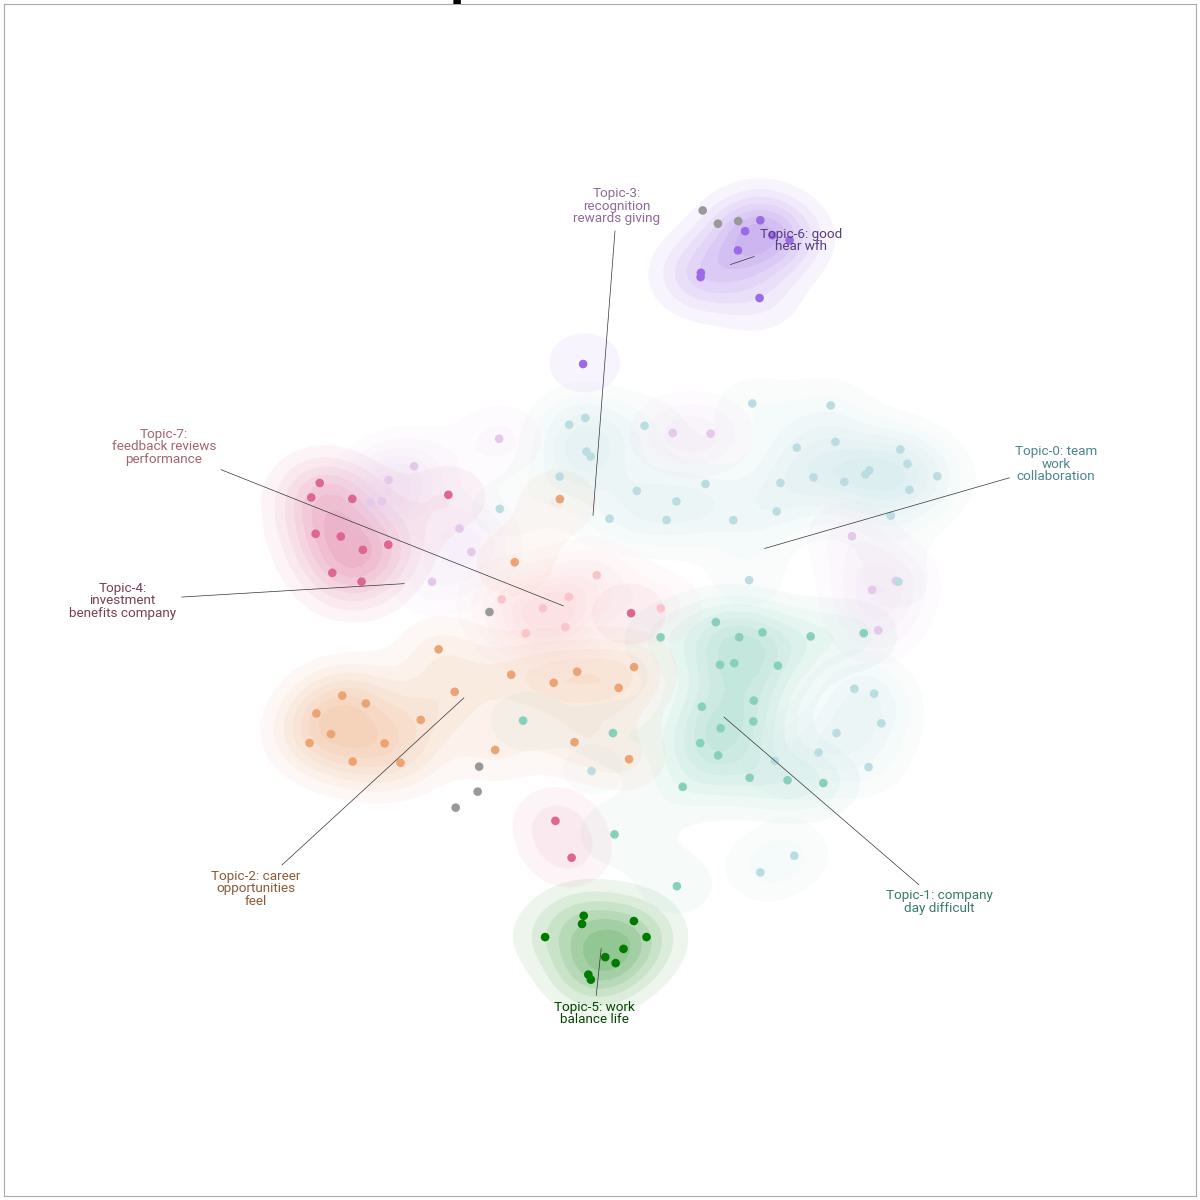 Topic-3:
recognition
rewards giving
Topic-6: good
hear wfh
Topic-7:
feedback reviews
performance
Topic-0: team
work
collaboration
Topic-4:
investment
benefits company
Topic-2: career
opportunities
feel
Topic-1: company
day difficult
Topic-5: work
balance life